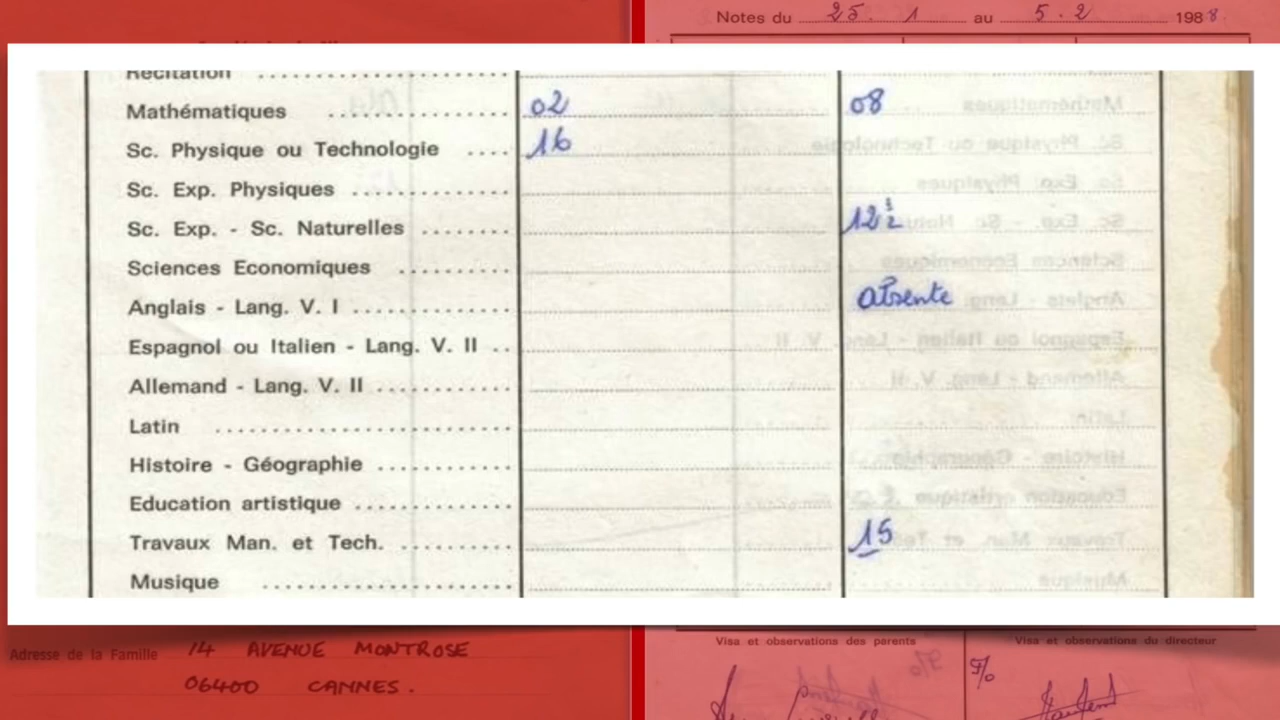 Notes du 25. 1 au 5. 2 1988.
Récitation
Mathématiques 02 08
Sc. Physique ou Technologie 16
Sc. Exp. Physiques
Sc. Exp. - Sc. Naturelles 12 ½
Sciences Economiques
Anglais - Lang. V. I absente
Espagnol ou Italien - Lang. V. II
Allemand - Lang. V. II
Latin
Histoire - Géographie
Education artistique
Travaux Man. et Tech. 15
Musique
Adresse de la Famille 14 AVENUE MONTROSE
06400 CANNES.
Visa et observations des parents
Visa et observations du directeur